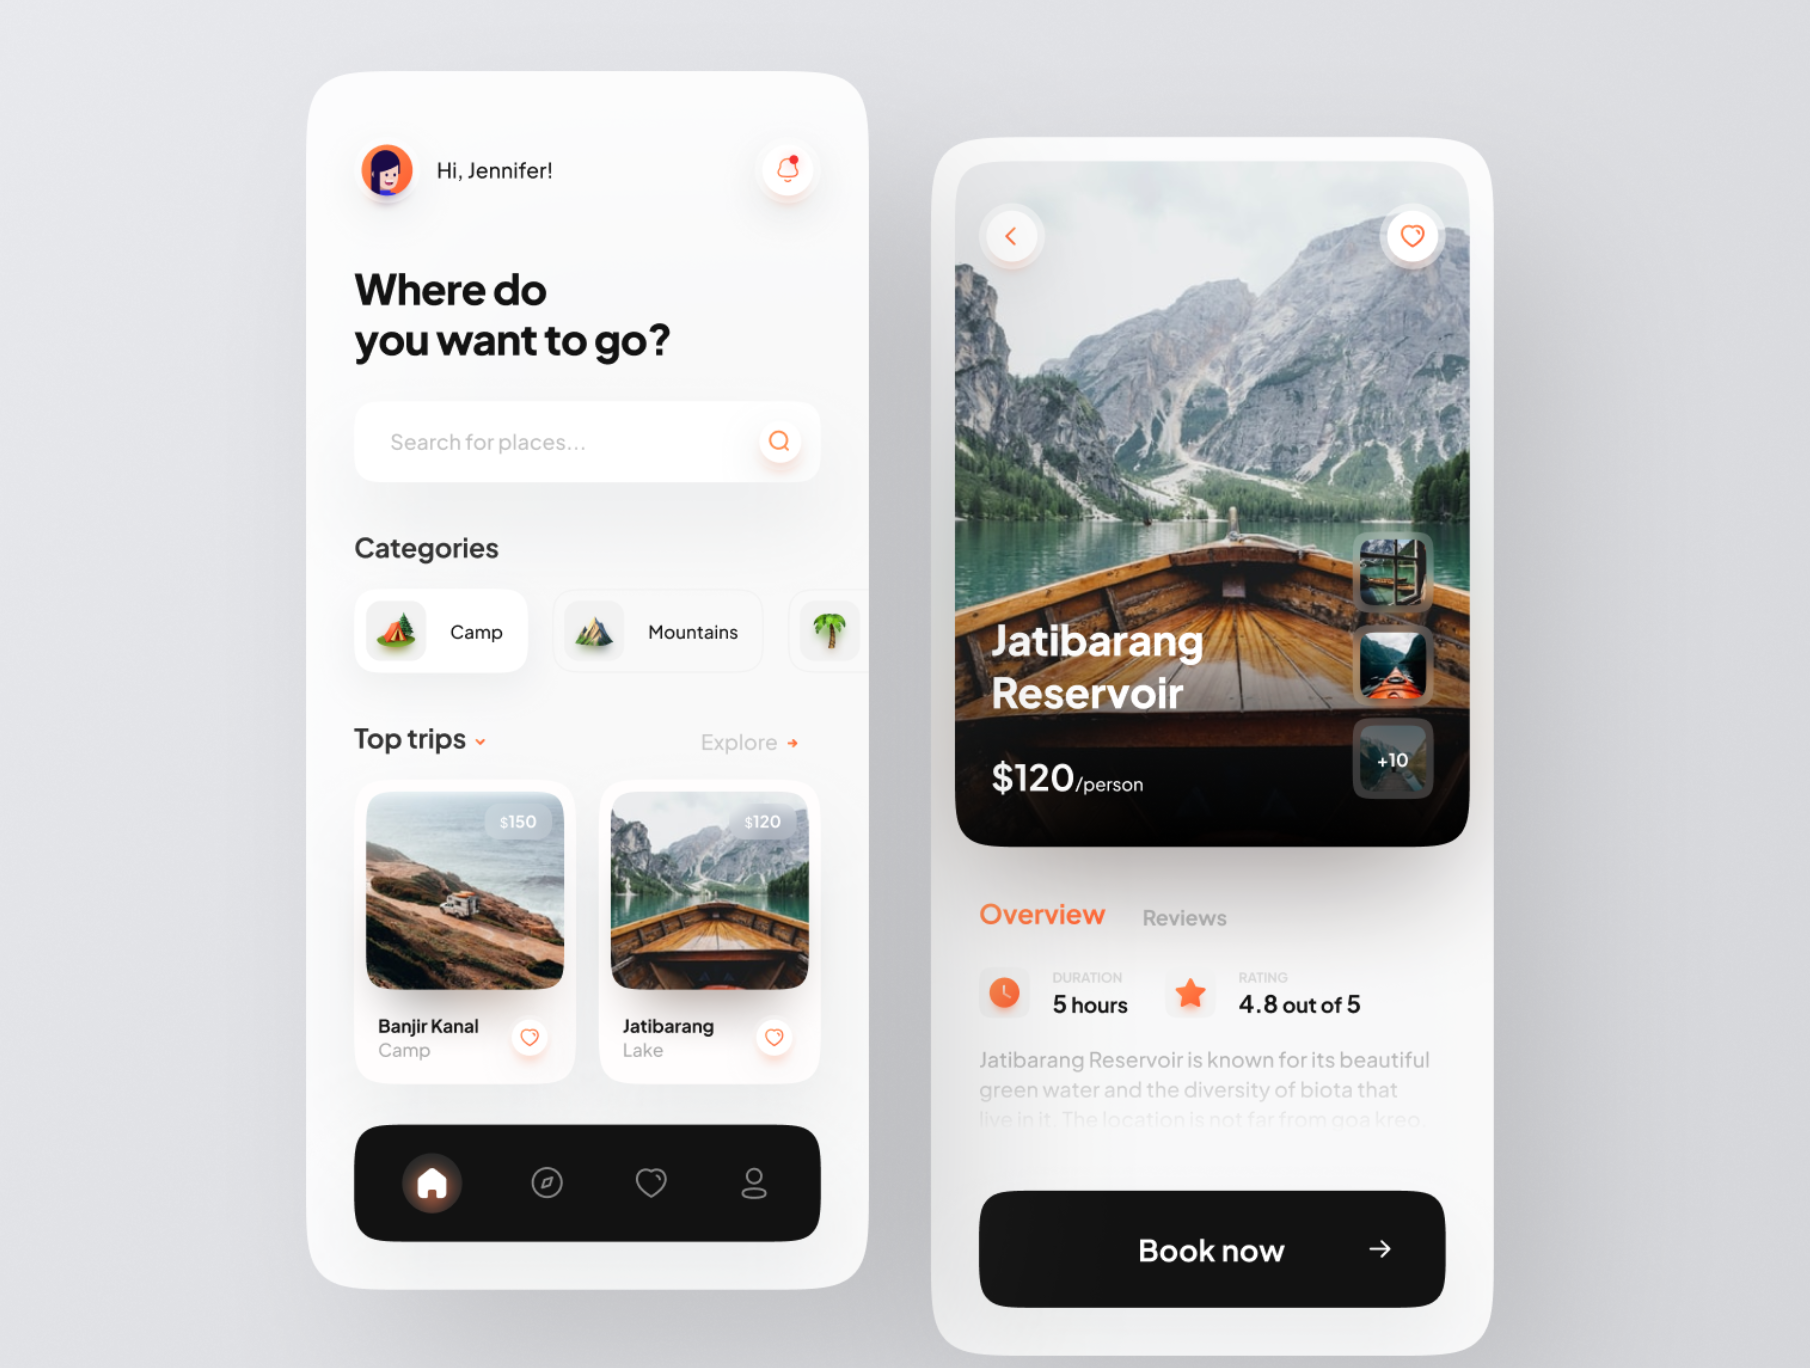 Hi, Jennifer!
Where do
you want to go?
Search for places...
Categories
Camp
Mountains
Top trips
Explore
$150
$120
Banjir Kanal
Camp
Jatibarang
Lake
Jatibarang
Reservoir
$120/person
+10
Overview
Reviews
DURATION
5 hours
RATING
4.8 out of 5
Jatibarang Reservoir is known for its beautiful
green water and the diversity of biota that
live in it. The location is not far from goa kreo
Book now